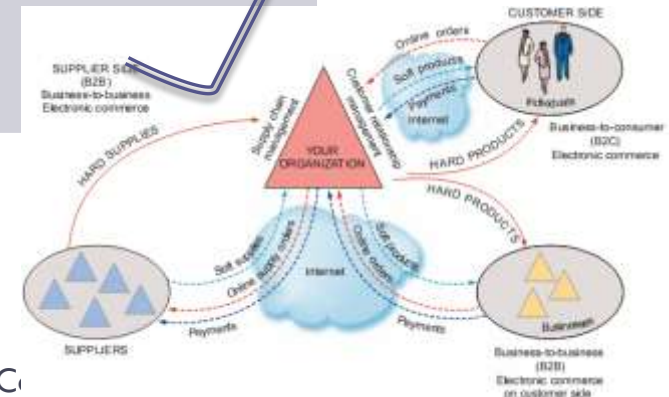 CUSTOMER SIDE
Online orders
Soft products
Payments
Internet
SUPPLIER SIDE
(B2B)
Business-to-business
Electronic commerce
Supply chain
management
Customer relationship
management
YOUR
ORGANIZATION
HARD SUPPLIES
HARD PRODUCTS
Business-to-consumer
(B2C)
Electronic commerce
HARD PRODUCTS
Soft supplies
Online supply orders
Payments
Internet
Soft products
Online orders
Payments
SUPPLIERS
Businesses
Business-to-business
(B2B)
Electronic commerce
on customer side